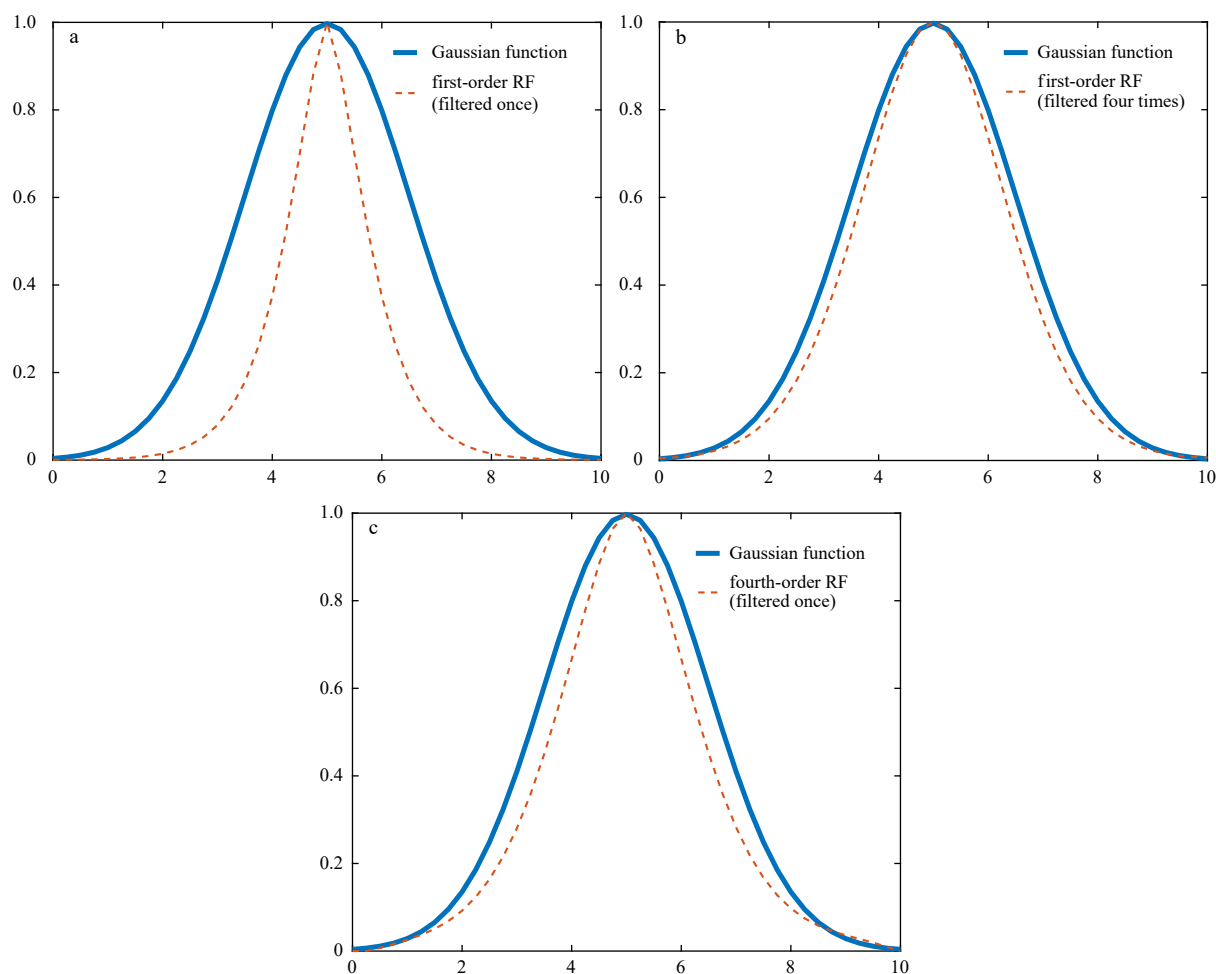 a
Gaussian function
first-order RF
(filtered once)
1.0
0.8
0.6
0.4
0.2
0
0 2 4 6 8 10
b
Gaussian function
first-order RF
(filtered four times)
1.0
0.8
0.6
0.4
0.2
0
0 2 4 6 8 10
c
Gaussian function
fourth-order RF
(filtered once)
1.0
0.8
0.6
0.4
0.2
0
0 2 4 6 8 10